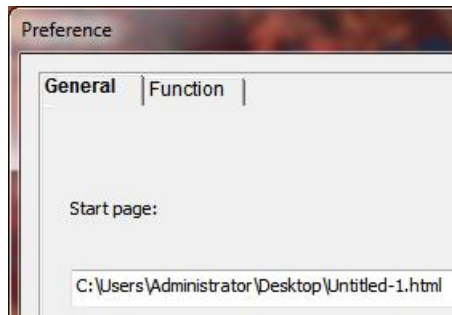 Preference
General Function
Start page:
C:\Users\Administrator\Desktop\Untitled-1.html